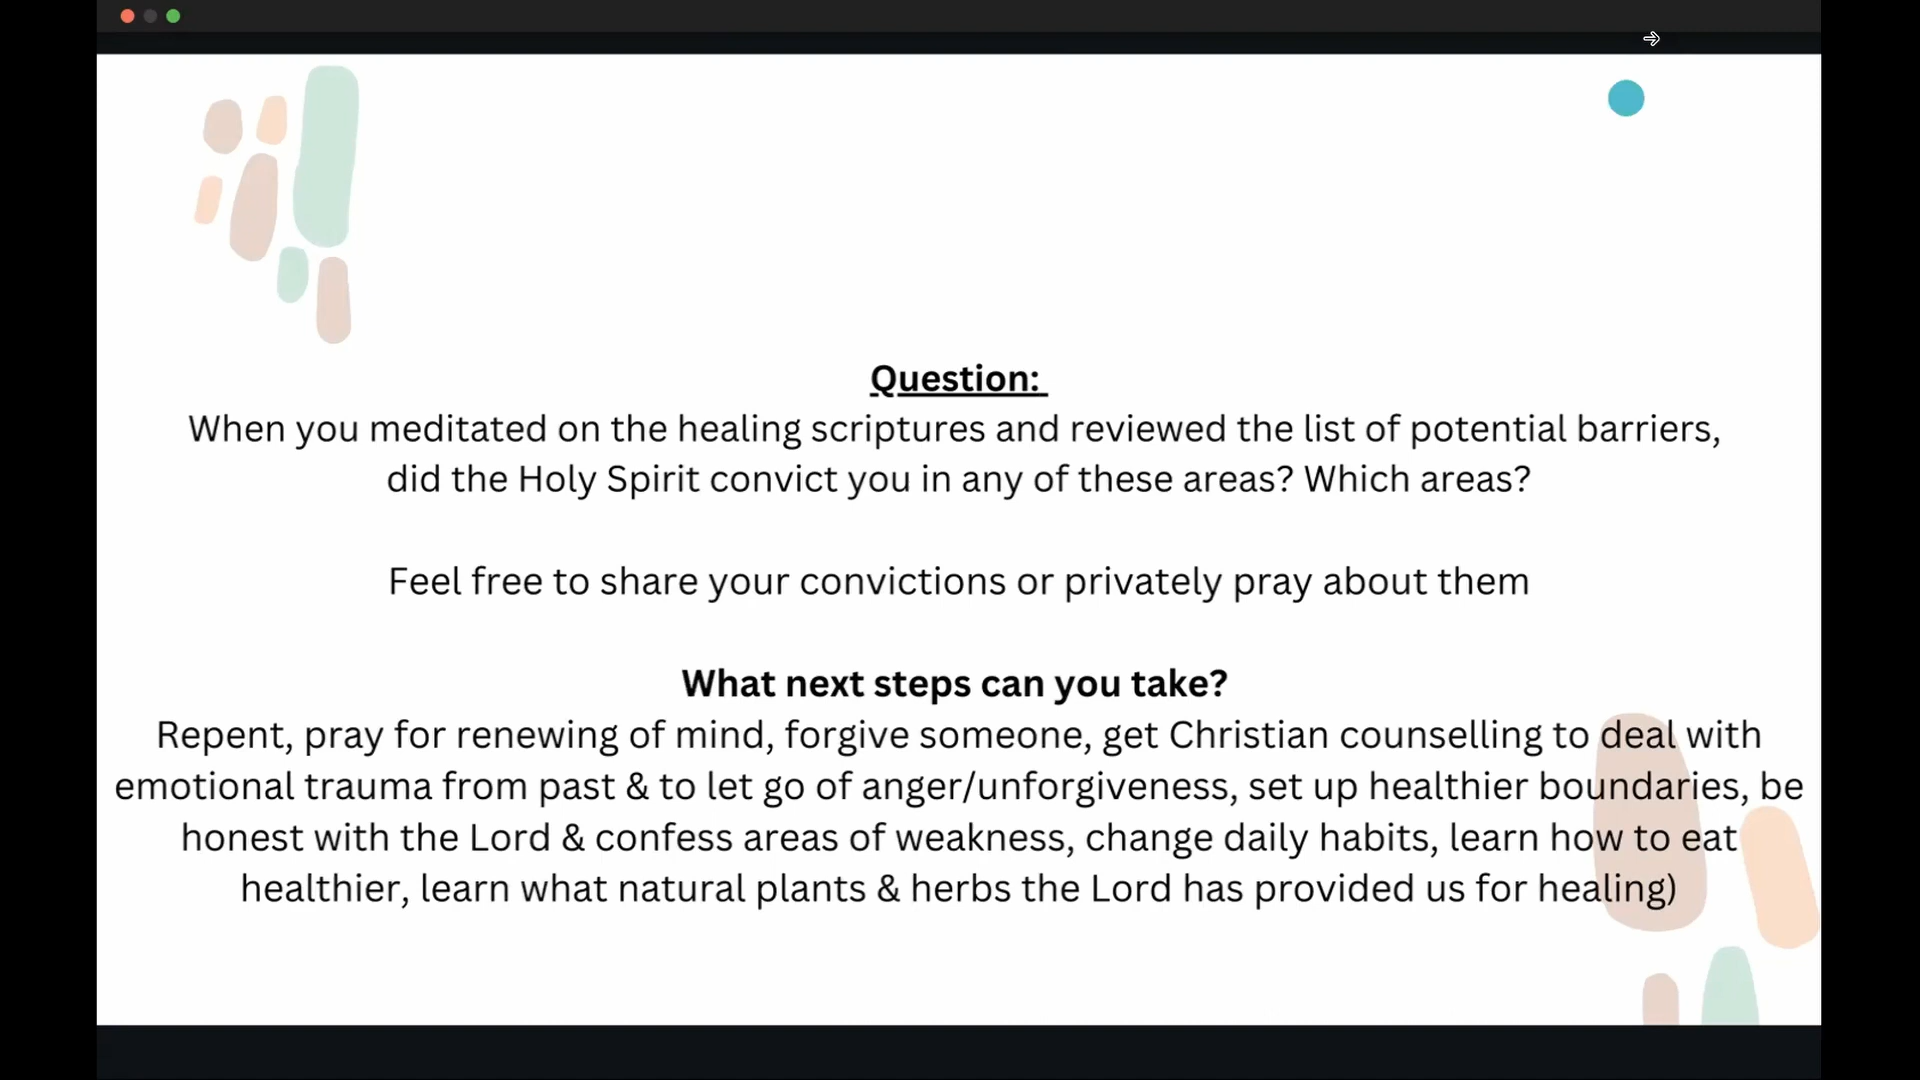 Question:
When you meditated on the healing scriptures and reviewed the list of potential barriers,
did the Holy Spirit convict you in any of these areas? Which areas?
Feel free to share your convictions or privately pray about them
What next steps can you take?
Repent, pray for renewing of mind, forgive someone, get Christian counselling to deal with
emotional trauma from past & to let go of anger/unforgiveness, set up healthier boundaries, be
honest with the Lord & confess areas of weakness, change daily habits, learn how to eat
healthier, learn what natural plants & herbs the Lord has provided us for healing)